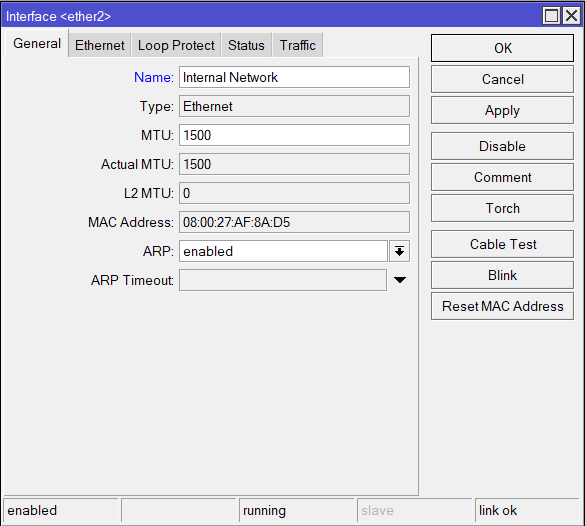 Interface <ether2>
General Ethernet Loop Protect Status Traffic
Name: Internal Network
Type: Ethernet
MTU: 1500
Actual MTU: 1500
L2 MTU: 0
MAC Address: 08:00:27:AF:8A:D5
ARP: enabled
ARP Timeout:
OK
Cancel
Apply
Disable
Comment
Torch
Cable Test
Blink
Reset MAC Address
enabled running slave link ok